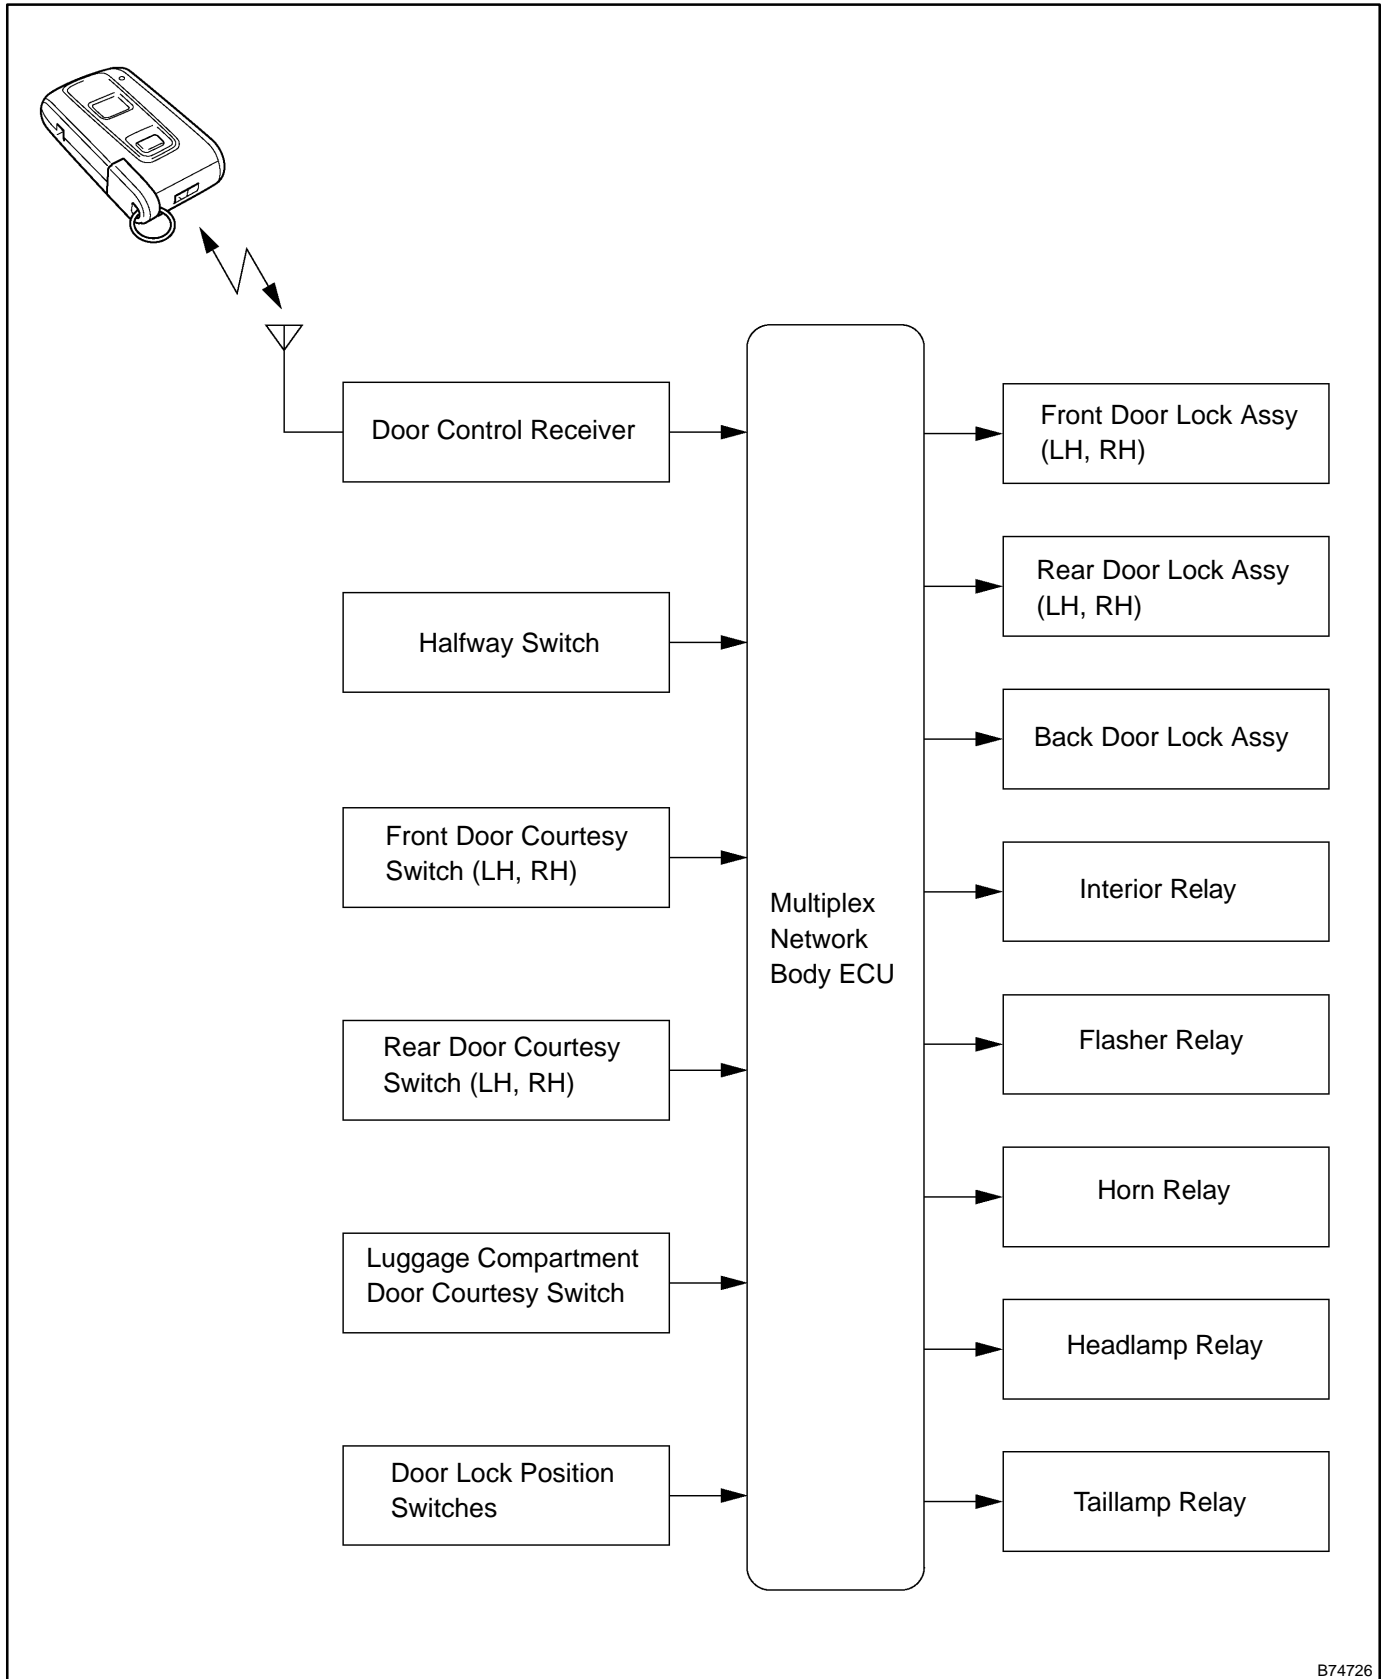 Door Control Receiver
Halfway Switch
Front Door Courtesy
Switch (LH, RH)
Rear Door Courtesy
Switch (LH, RH)
Luggage Compartment
Door Courtesy Switch
Door Lock Position
Switches
Multiplex
Network
Body ECU
Front Door Lock Assy
(LH, RH)
Rear Door Lock Assy
(LH, RH)
Back Door Lock Assy
Interior Relay
Flasher Relay
Horn Relay
Headlamp Relay
Taillamp Relay
B74726